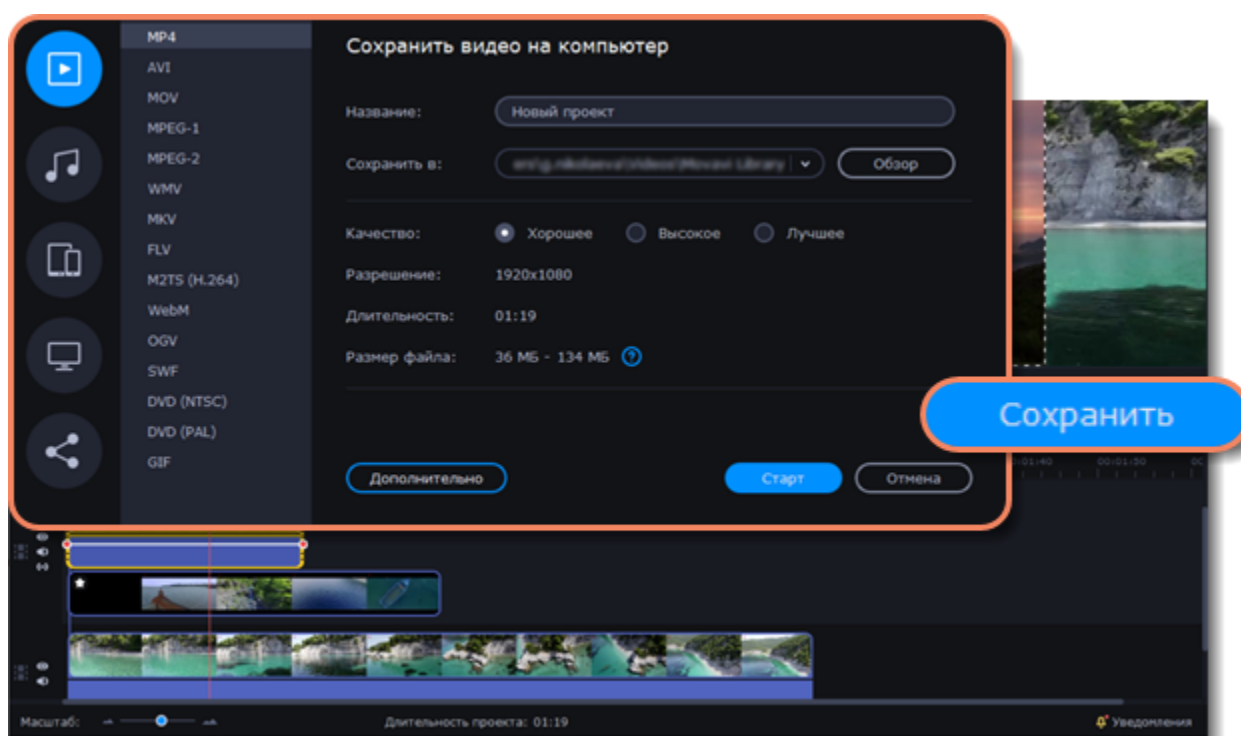 MP4
AVI
MOV
MPEG-1
MPEG-2
WMV
MKV
FLV
M2TS (H.264)
WebM
OGV
SWF
DVD (NTSC)
DVD (PAL)
GIF
Сохранить видео на компьютер
Название: Новый проект
Сохранить в: Обзор
Качество: Хорошее Высокое Лучшее
Разрешение: 1920x1080
Длительность: 01:19
Размер файла: 36 МБ - 134 МБ ?
Дополнительно Старт Отмена
Сохранить
00:01:50
Масштаб: Длительность проекта: 01:19 Уведомления